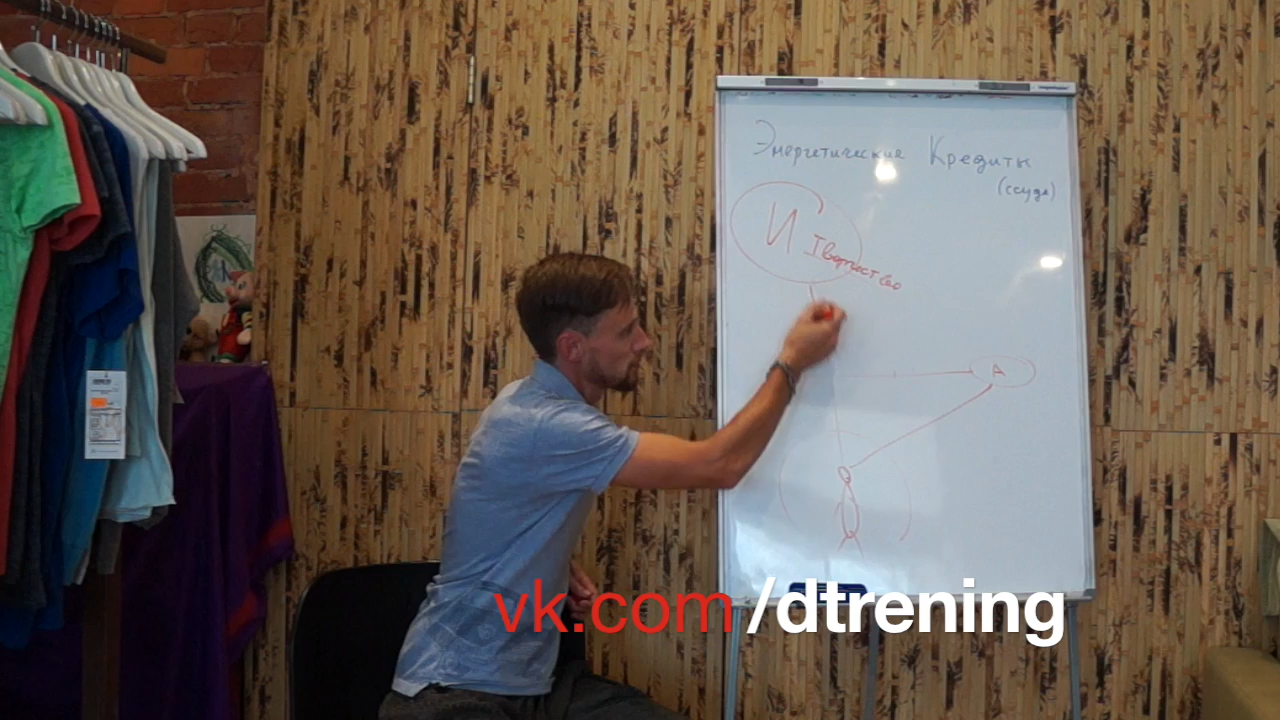 Энергетические Кредиты
(ссуда)
И Творчество
А
vk.com/dtrening